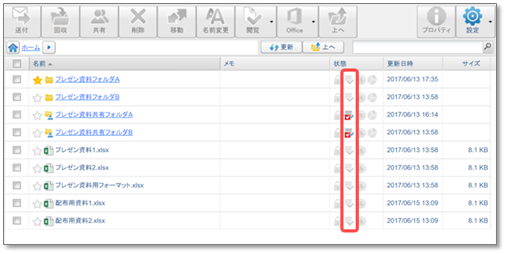 送付 回収 共有 削除 移動 名前変更 閲覧 Office 上へ プロパティ 設定
ホーム 更新 上へ
名前 メモ 状態 更新日時 サイズ
プレゼン資料フォルダA 2017/06/13 17:35
プレゼン資料フォルダB 2017/06/13 13:58
プレゼン資料共有フォルダA 2017/06/13 16:14
プレゼン資料共有フォルダB 2017/06/13 13:58
プレゼン資料1.xlsx 2017/06/13 13:58 8.1 KB
プレゼン資料2.xlsx 2017/06/13 13:58 8.1 KB
プレゼン資料用フォーマット.xlsx 2017/06/13 13:58 8.1 KB
配布用資料1.xlsx 2017/06/15 13:09 8.1 KB
配布用資料2.xlsx 2017/06/15 13:09 8.1 KB